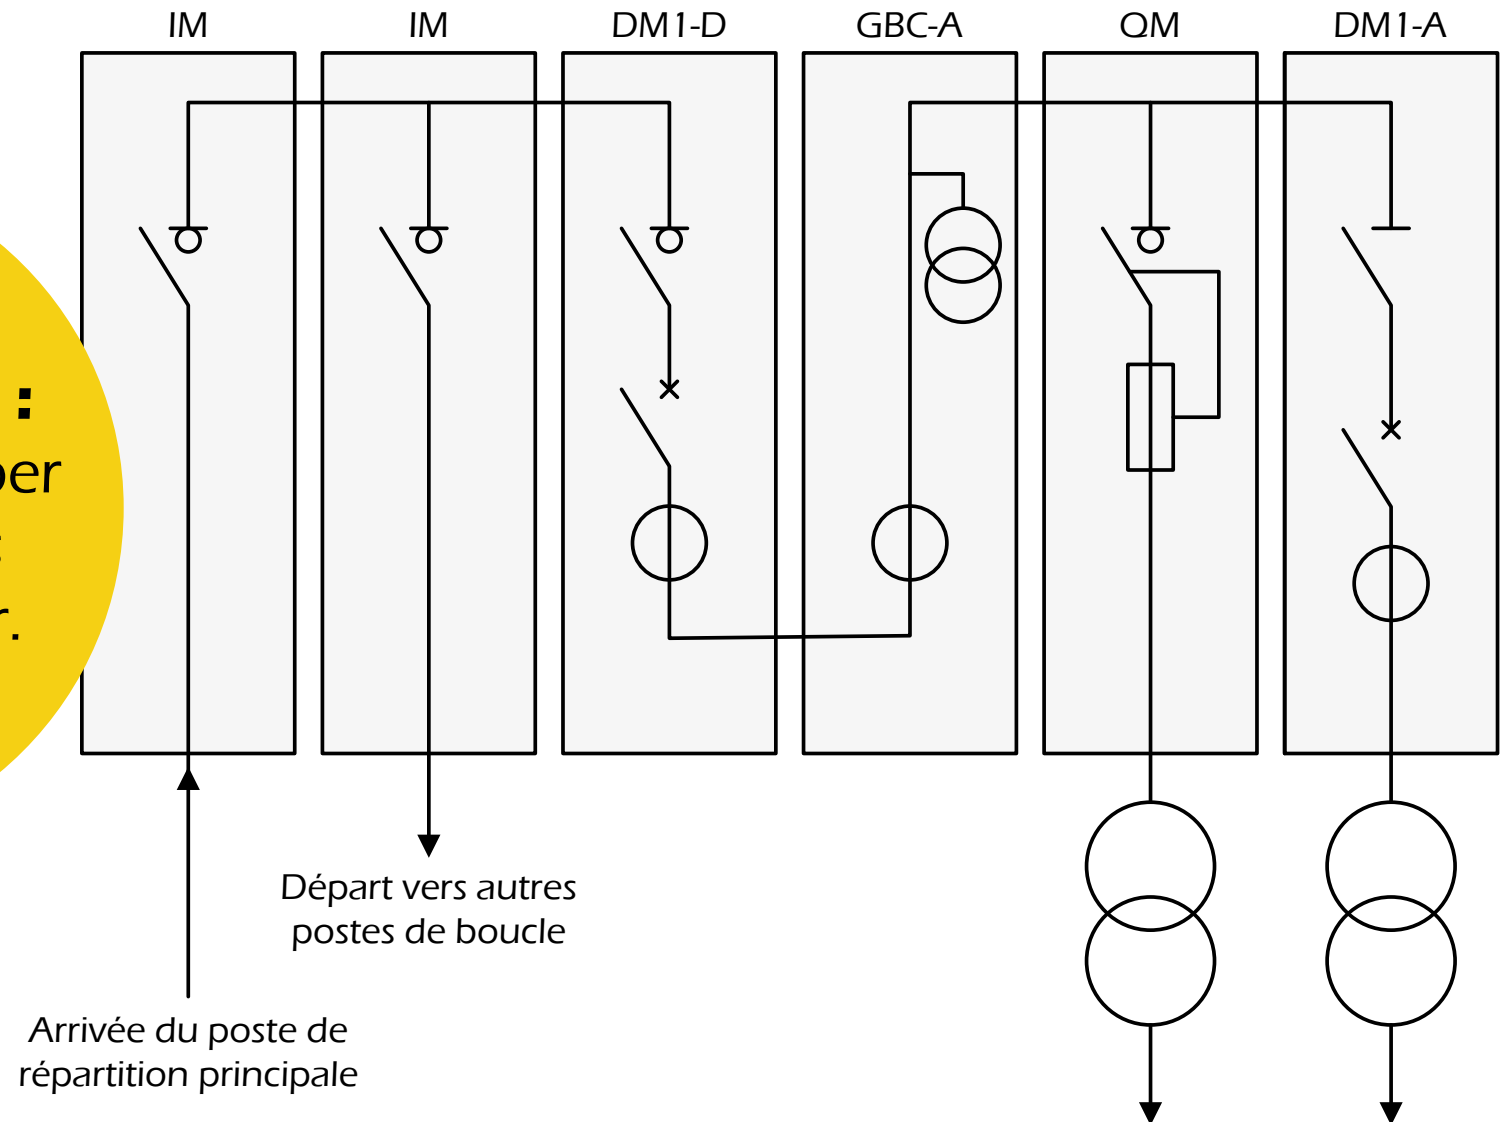 IM
IM
DM1-D
GBC-A
QM
DM1-A
:
r.
Départ vers autres
postes de boucle
Arrivée du poste de
répartition principale